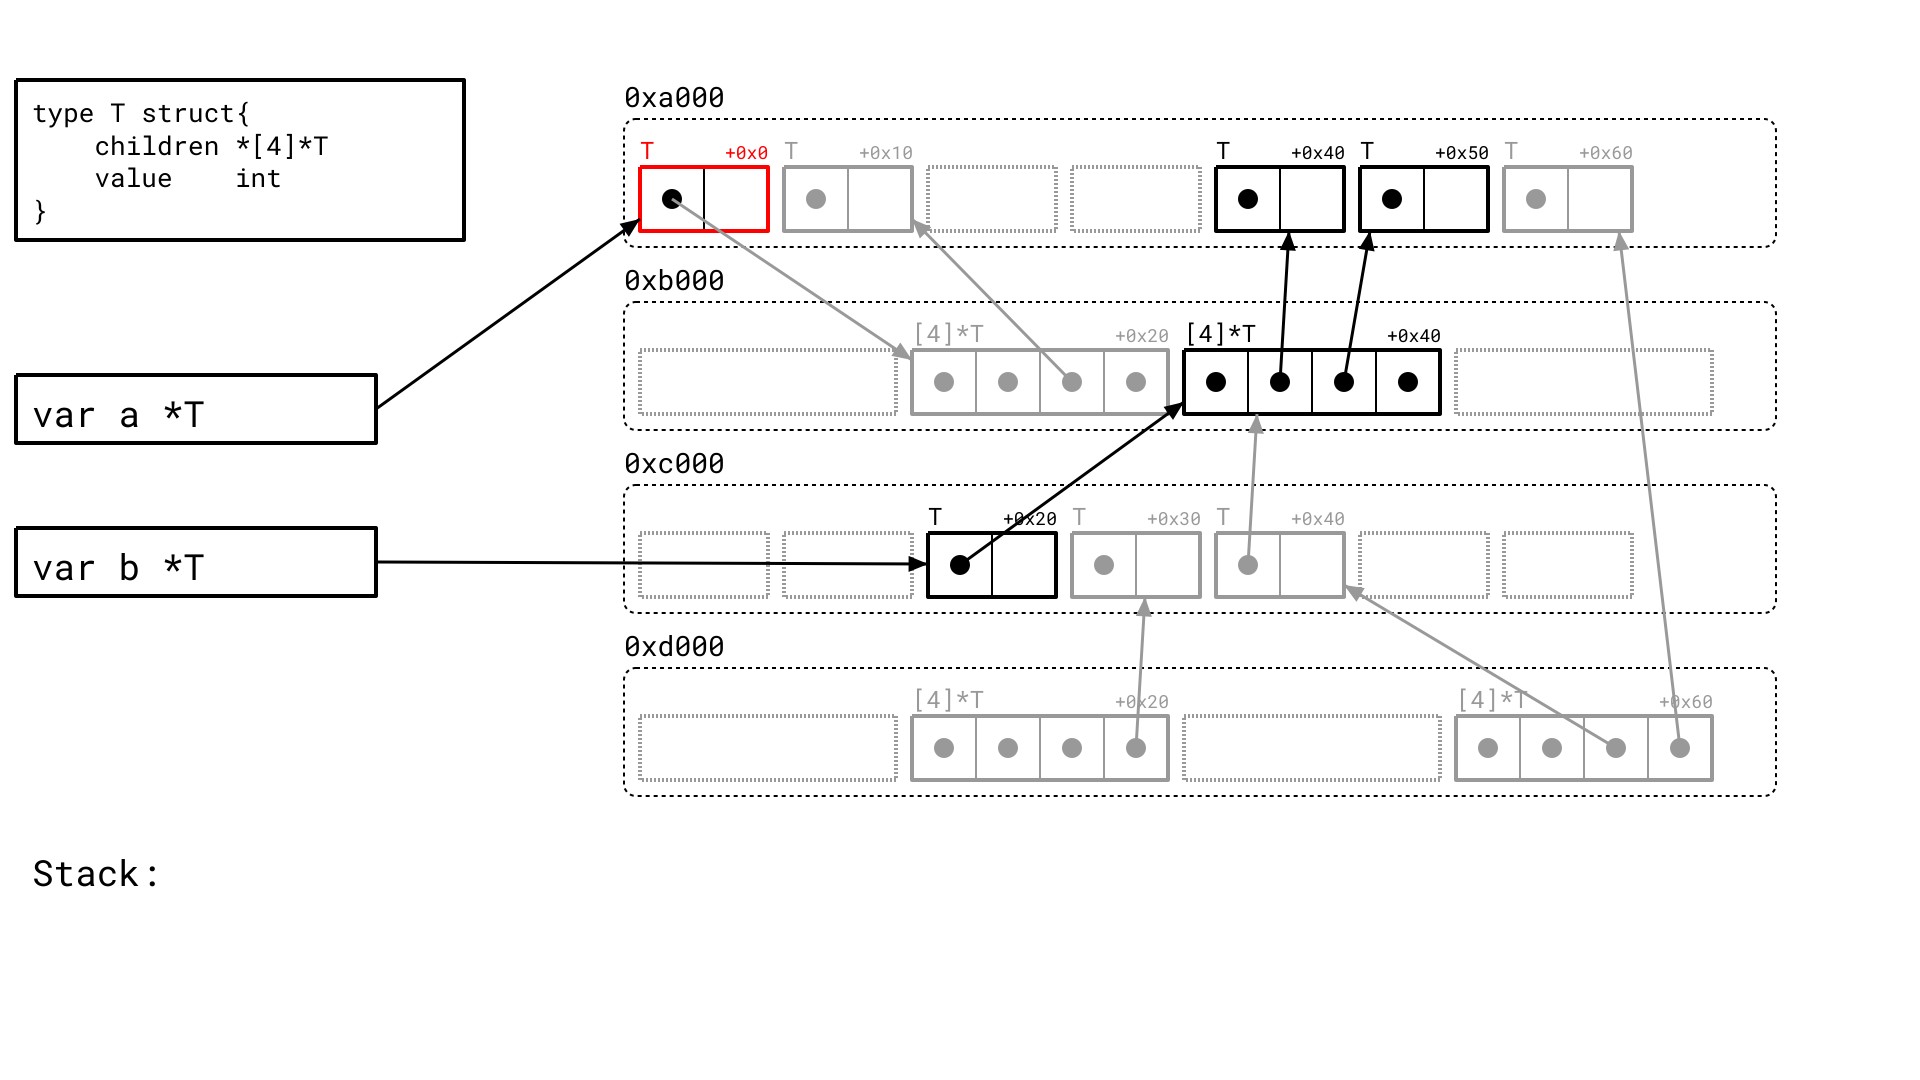 type T struct{
    children *[4]*T
    value    int
}
var a *T
var b *T
0xa000
T +0x0 T +0x10 T +0x40 T +0x50 T +0x60
0xb000
[4]*T +0x20 [4]*T +0x40
0xc000
T +0x20 T +0x30 T +0x40
0xd000
[4]*T +0x20 [4]*T +0x60
Stack: